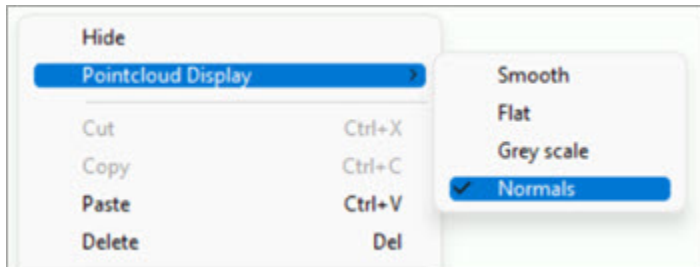 Hide
Pointcloud Display
Cut Ctrl+X
Copy Ctrl+C
Paste Ctrl+V
Delete Del
Smooth
Flat
Grey scale
Normals